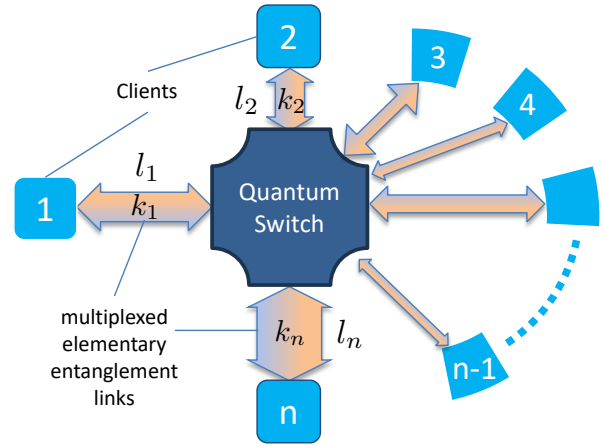 2
3
Clients
l₂
k₂
4
l₁
1
k₁
Quantum
Switch
multiplexed
elementary
entanglement
links
kₙ
lₙ
n-1
n